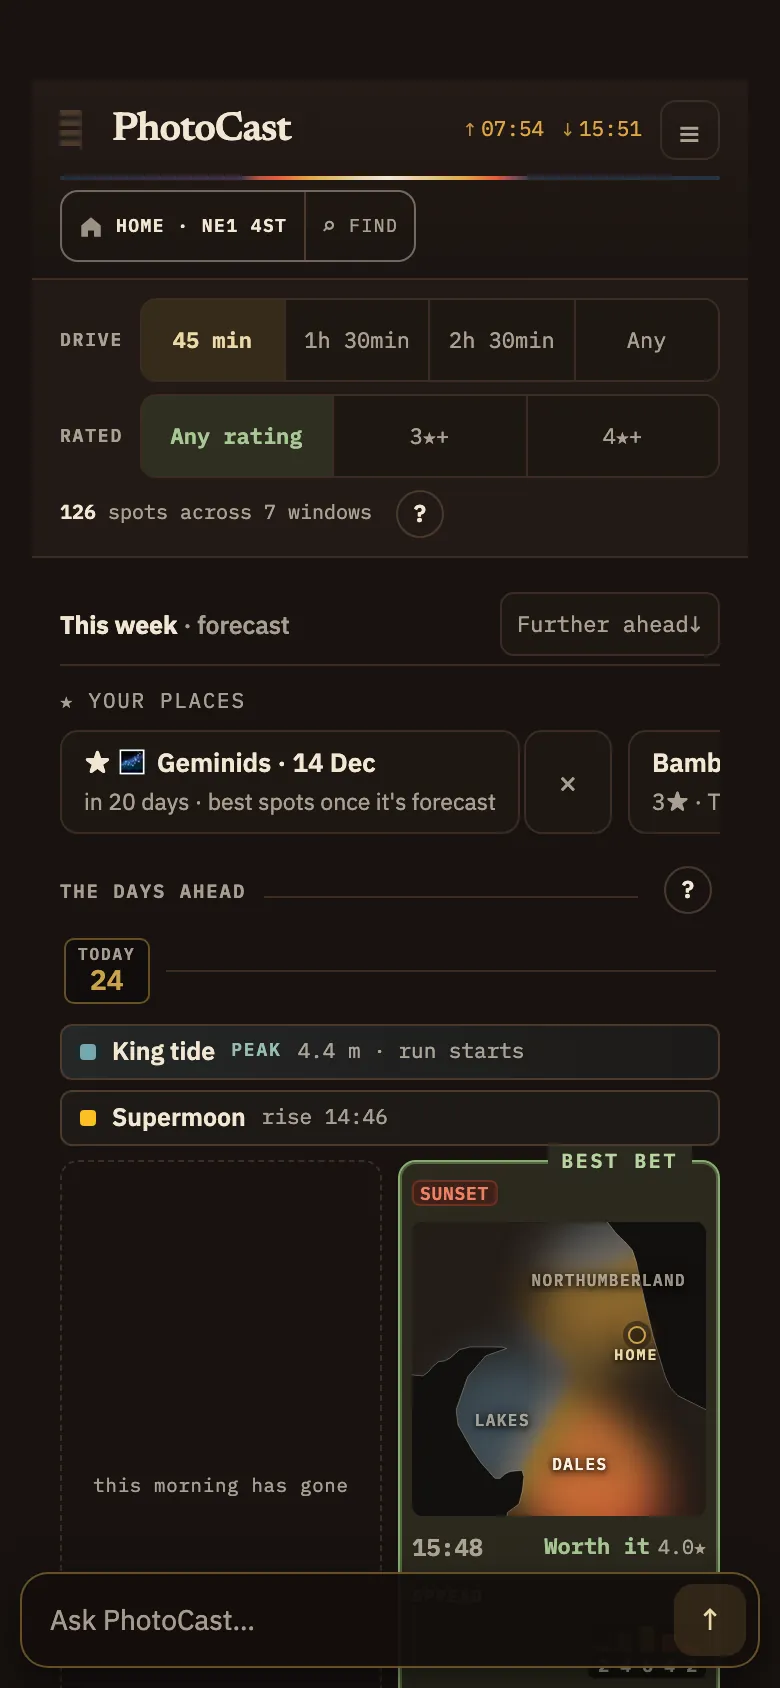 PhotoCast ↑07:54 ↓15:51
HOME · NE1 4ST FIND
DRIVE 45 min 1h 30min 2h 30min Any
RATED Any rating 3★+ 4★+
126 spots across 7 windows ?
This week · forecast Further ahead↓
★ YOUR PLACES
★ Geminids · 14 Dec × Bamb
in 20 days · best spots once it's forecast 3★ · T
THE DAYS AHEAD ?
TODAY
24
King tide PEAK 4.4 m · run starts
Supermoon rise 14:46
BEST BET
SUNSET
NORTHUMBERLAND
HOME
LAKES
DALES
this morning has gone
15:48 Worth it 4.0★
Ask PhotoCast... ↑